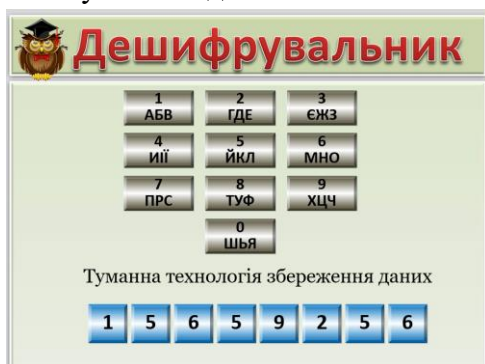 Дешифрувальник
1 2 3
АБВ ГДЕ ЄЖЗ
4 5 6
ИІЇ ЙКЛ МНО
7 8 9
ПРС ТУФ ХЦЧ
0
ШЬЯ
Туманна технологія збереження даних
1 5 6 5 9 2 5 6